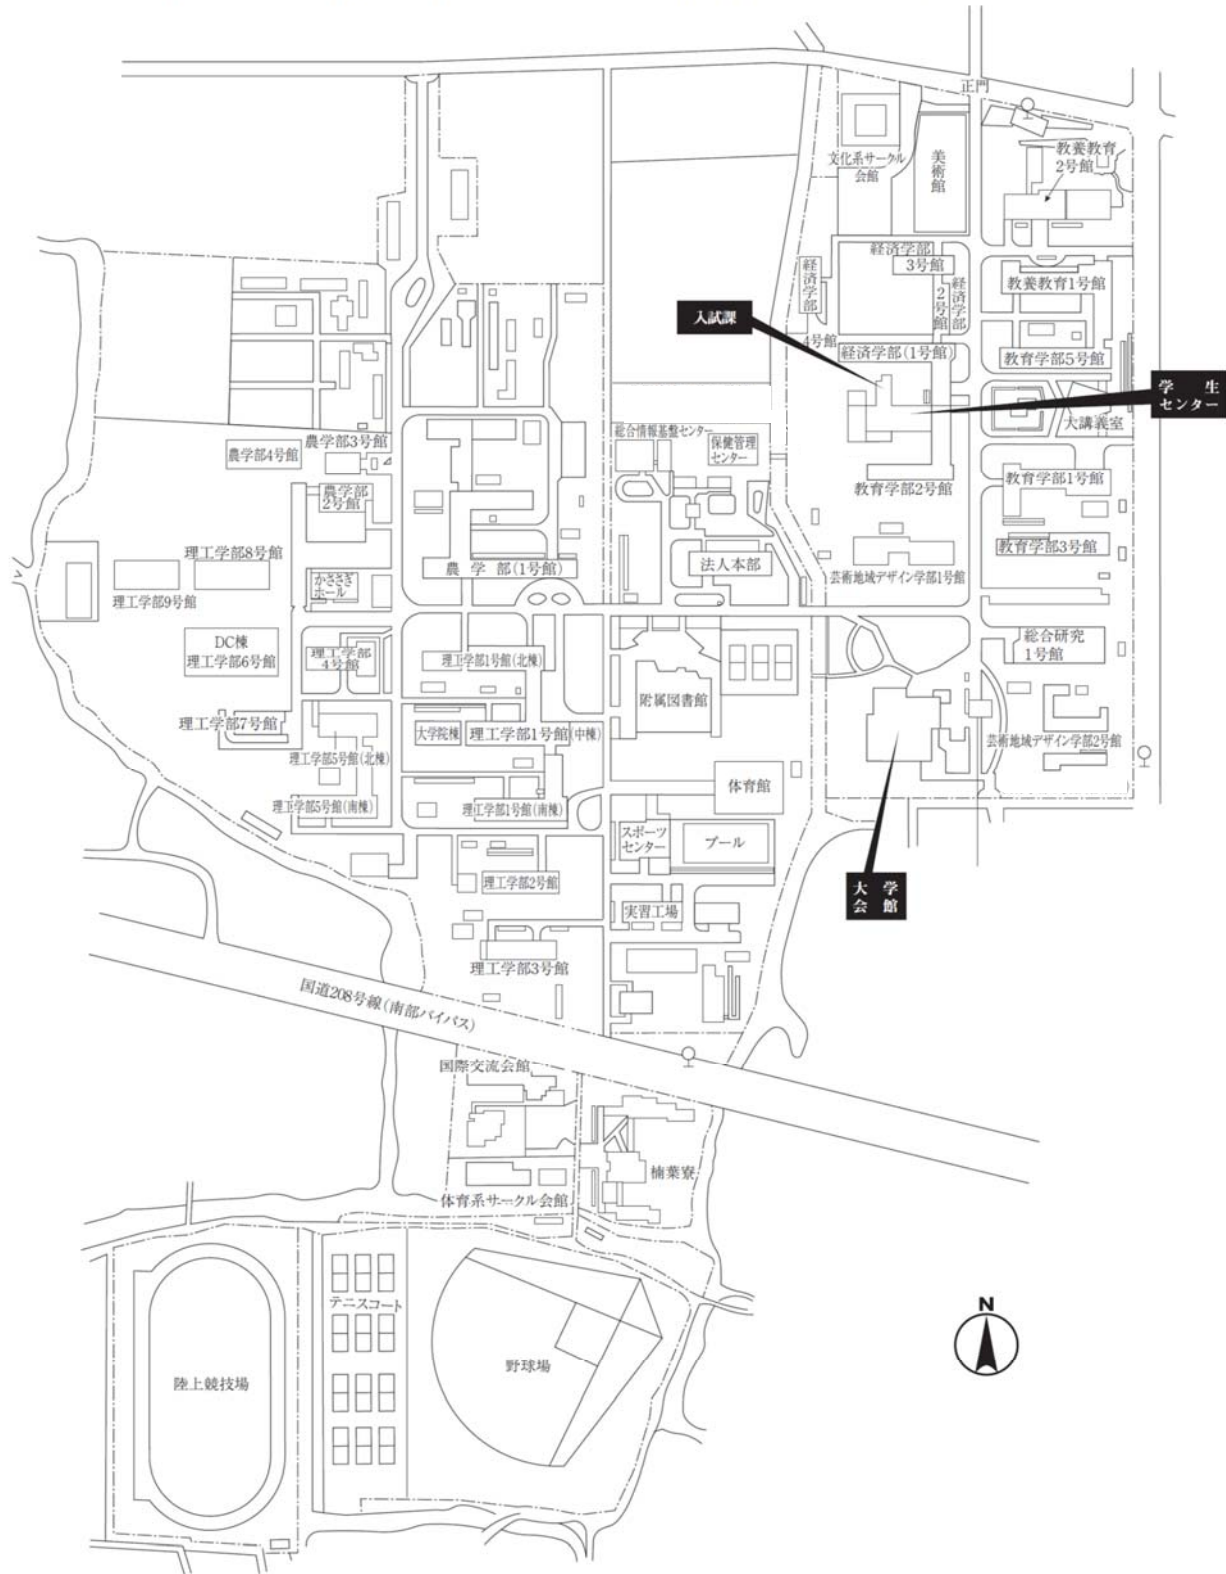 正門
教養教育
2号館
文化系サークル
会館
美術館
経済学部
3号館
経済学部
4号館
経済学部
2号館
教養教育1号館
入試課
経済学部(1号館)
教育学部5号館
学 生
センター
大講義室
総合情報基盤センター
保健管理
センター
農学部3号館
農学部4号館
農学部
2号館
教育学部2号館
教育学部1号館
教育学部3号館
理工学部8号館
理工学部9号館
かささぎ
ホール
農 学 部(1号館)
法人本部
芸術地域デザイン学部1号館
DC棟
理工学部6号館
理工学部
4号館
理工学部1号館(北棟)
総合研究
1号館
附属図書館
理工学部7号館
大学院棟
理工学部1号館(中棟)
芸術地域デザイン学部2号館
理工学部5号館(北棟)
体育館
理工学部5号館(南棟)
理工学部1号館(南棟)
スポーツ
センター
プール
理工学部2号館
大 学
会 館
実習工場
理工学部3号館
国道208号線(南部バイパス)
国際交流会館
楠葉寮
体育系サークル会館
テニスコート
陸上競技場
野球場
N